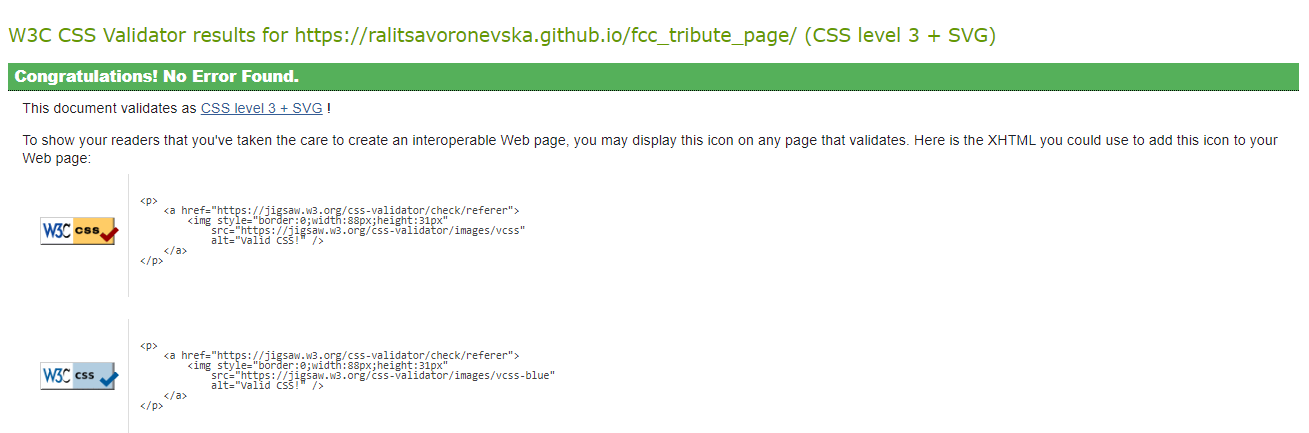 W3C CSS Validator results for https://ralitsavoronevska.github.io/fcc_tribute_page/ (CSS level 3 + SVG)
Congratulations! No Error Found.
This document validates as CSS level 3 + SVG !
To show your readers that you've taken the care to create an interoperable Web page, you may display this icon on any page that validates. Here is the XHTML you could use to add this icon to your
Web page:
W3C css
<p>
<a href="https://jigsaw.w3.org/css-validator/check/referer">
<img style="border:0;width:88px;height:31px"
src="https://jigsaw.w3.org/css-validator/images/vcss"
alt="Valid CSS!" />
</a>
</p>
W3C css
<p>
<a href="https://jigsaw.w3.org/css-validator/check/referer">
<img style="border:0;width:88px;height:31px"
src="https://jigsaw.w3.org/css-validator/images/vcss-blue"
alt="Valid CSS!" />
</a>
</p>